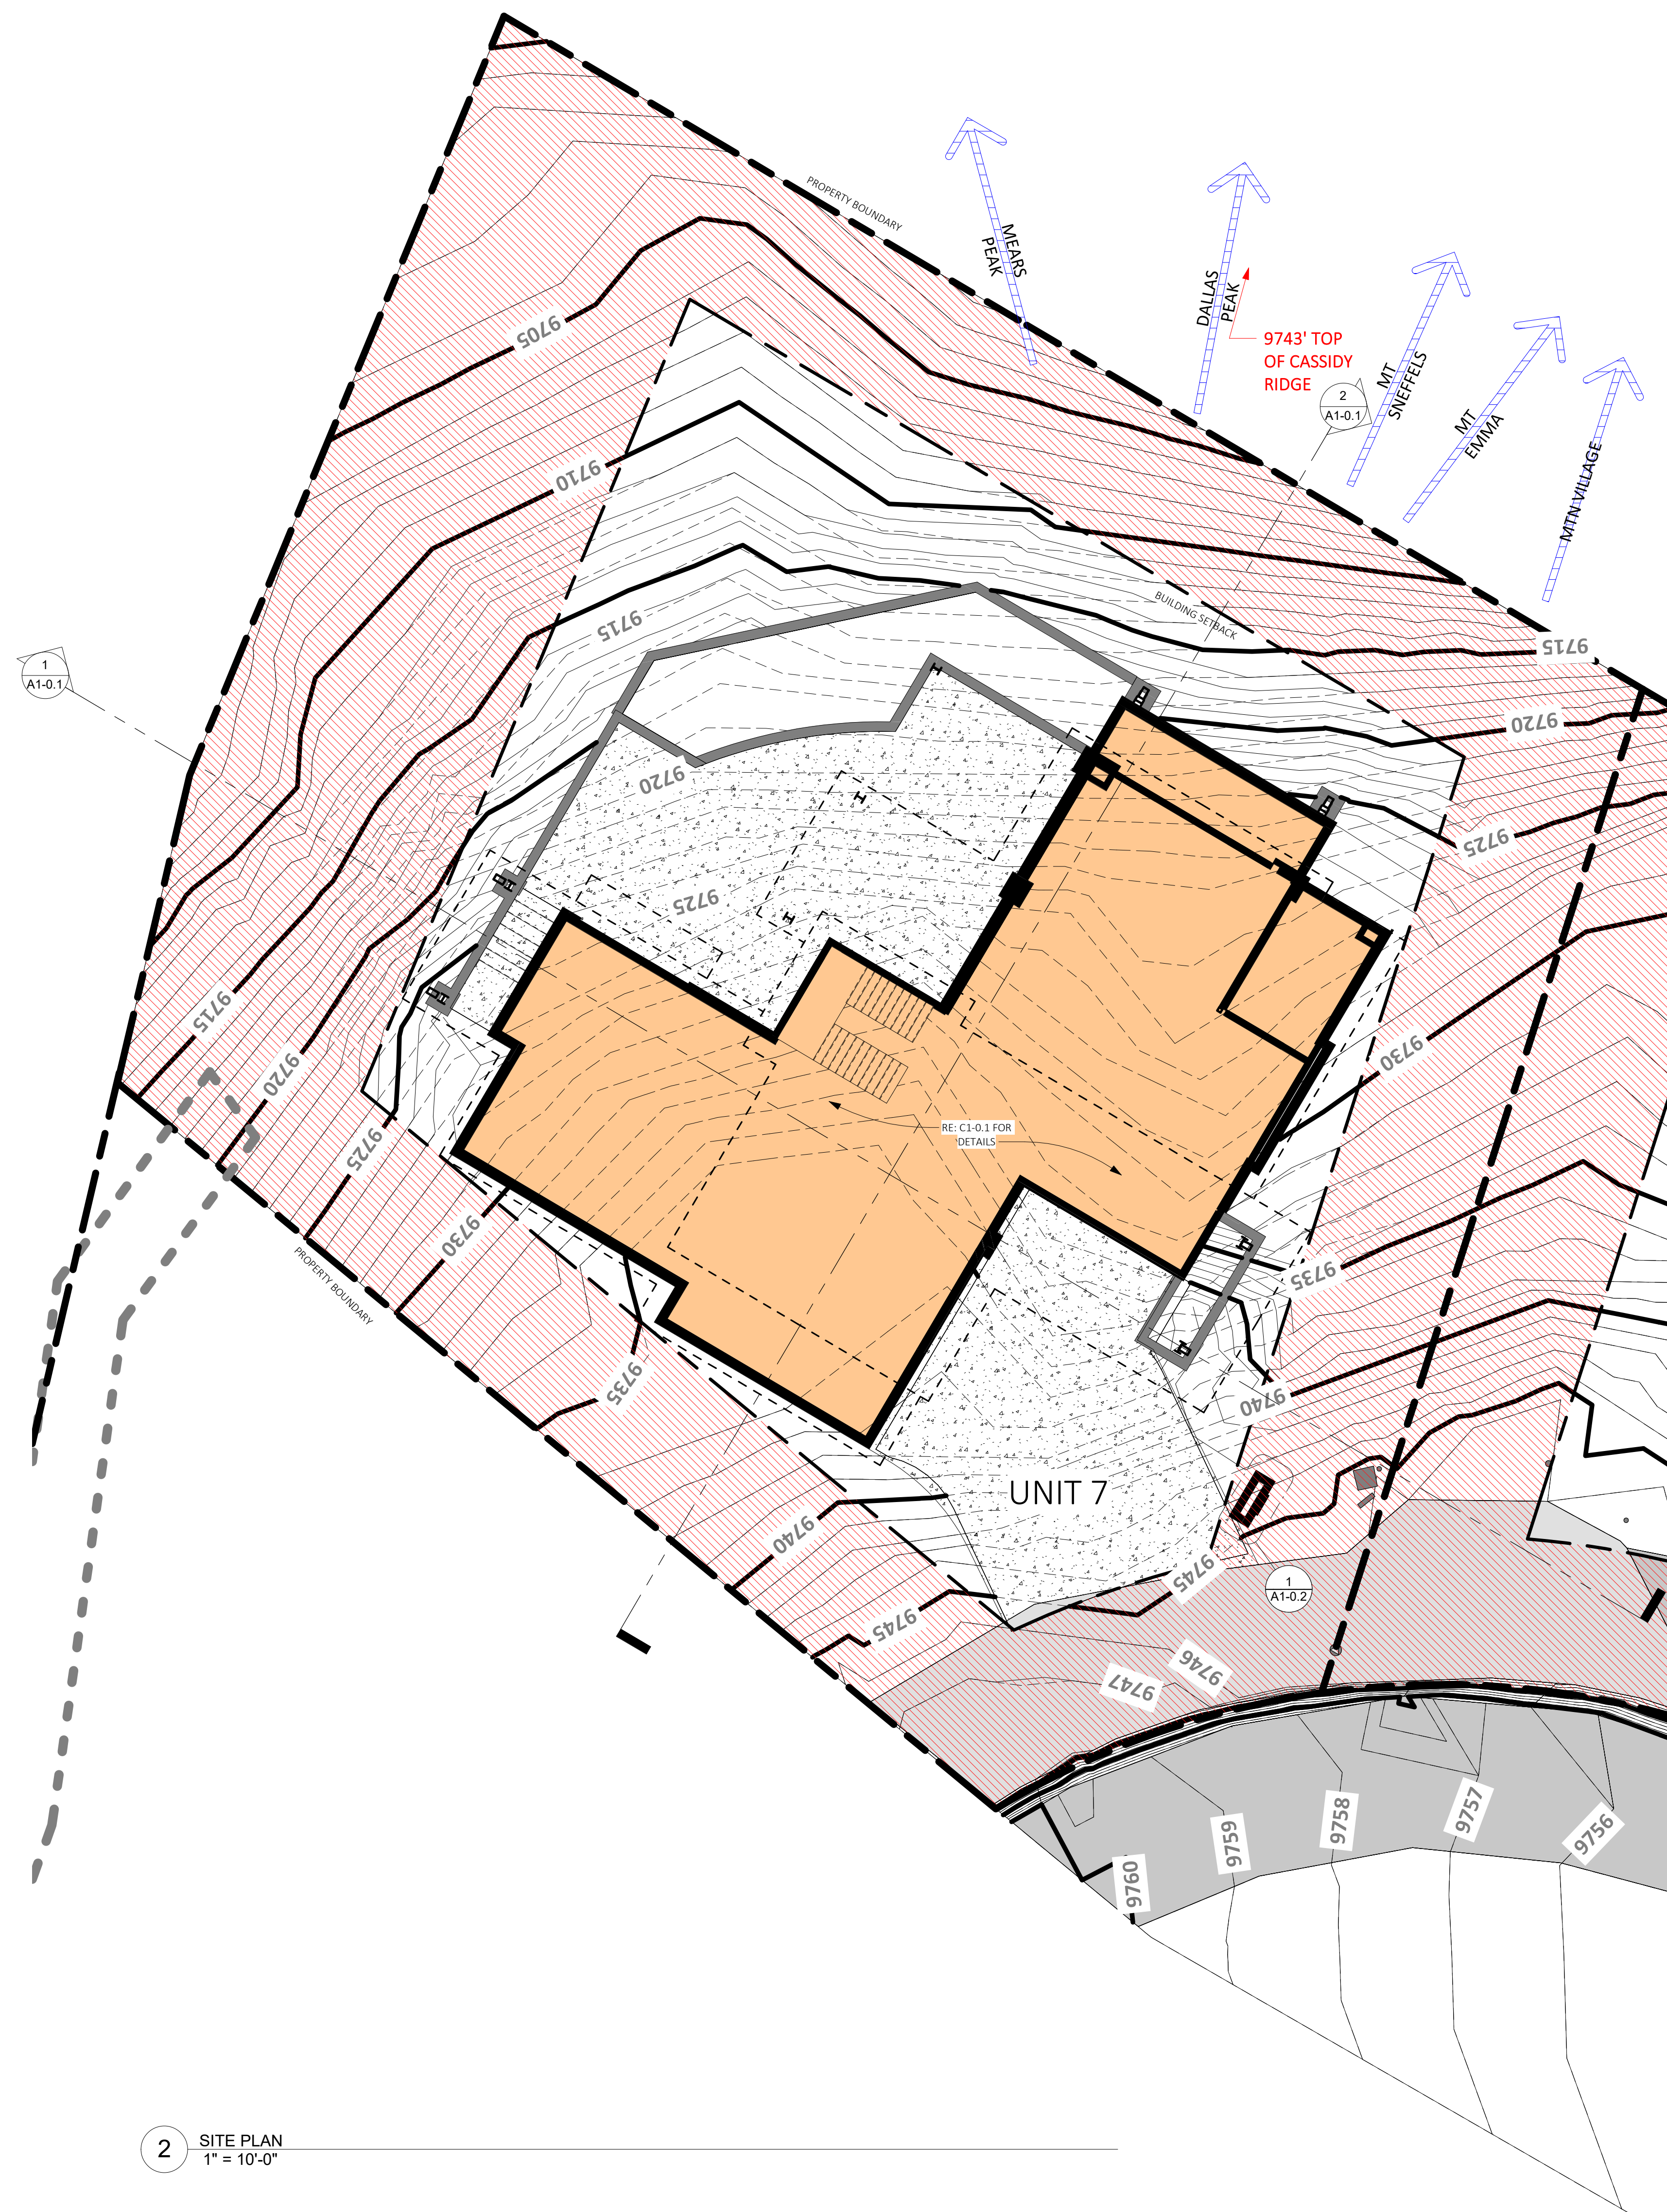 PROPERTY BOUNDARY
MEARS
PEAK
DALLAS
PEAK
9743' TOP
OF CASSIDY
RIDGE
2
A1-0.1
MT
SNEFFELS
MT
EMMA
MTN VILLAGE
9705
9710
BUILDING SETBACK
9715
9715
1
A1-0.1
9720
9720
9725
9725
9715
9720
9730
9725
RE: C1-0.1 FOR
DETAILS
9730
PROPERTY BOUNDARY
9735
9735
9740
UNIT 7
9740
9745
1
A1-0.2
9745
9746
9747
9760
9759
9758
9757
9756
2
SITE PLAN
1" = 10'-0"